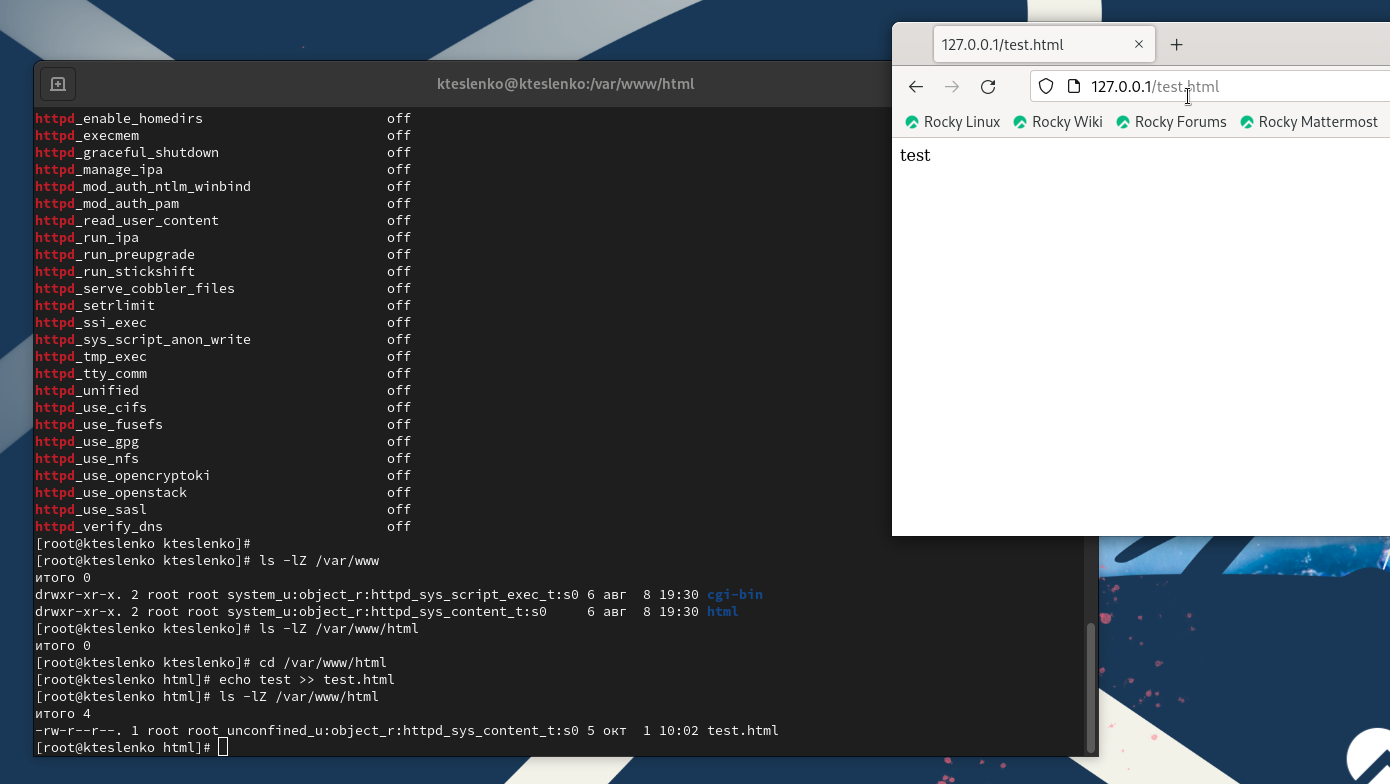 kteslenko@kteslenko:/var/www/html
httpd_enable_homedirs off
httpd_execmem off
httpd_graceful_shutdown off
httpd_manage_ipa off
httpd_mod_auth_ntlm_winbind off
httpd_mod_auth_pam off
httpd_read_user_content off
httpd_run_ipa off
httpd_run_preupgrade off
httpd_run_stickshift off
httpd_serve_cobbler_files off
httpd_setrlimit off
httpd_ssi_exec off
httpd_sys_script_anon_write off
httpd_tmp_exec off
httpd_tty_comm off
httpd_unified off
httpd_use_cifs off
httpd_use_fusefs off
httpd_use_gpg off
httpd_use_nfs off
httpd_use_opencryptoki off
httpd_use_openstack off
httpd_use_sasl off
httpd_verify_dns off
[root@kteslenko kteslenko]#
[root@kteslenko kteslenko]# ls -lZ /var/www
итого 0
drwxr-xr-x. 2 root root system_u:object_r:httpd_sys_script_exec_t:s0 6 авг  8 19:30 cgi-bin
drwxr-xr-x. 2 root root system_u:object_r:httpd_sys_content_t:s0     6 авг  8 19:30 html
[root@kteslenko kteslenko]# ls -lZ /var/www/html
итого 0
[root@kteslenko kteslenko]# cd /var/www/html
[root@kteslenko html]# echo test >> test.html
[root@kteslenko html]# ls -lZ /var/www/html
итого 4
-rw-r--r--. 1 root root unconfined_u:object_r:httpd_sys_content_t:s0 5 окт  1 10:02 test.html
[root@kteslenko html]#
127.0.0.1/test.html
127.0.0.1/test.html
Rocky Linux Rocky Wiki Rocky Forums Rocky Mattermost
test